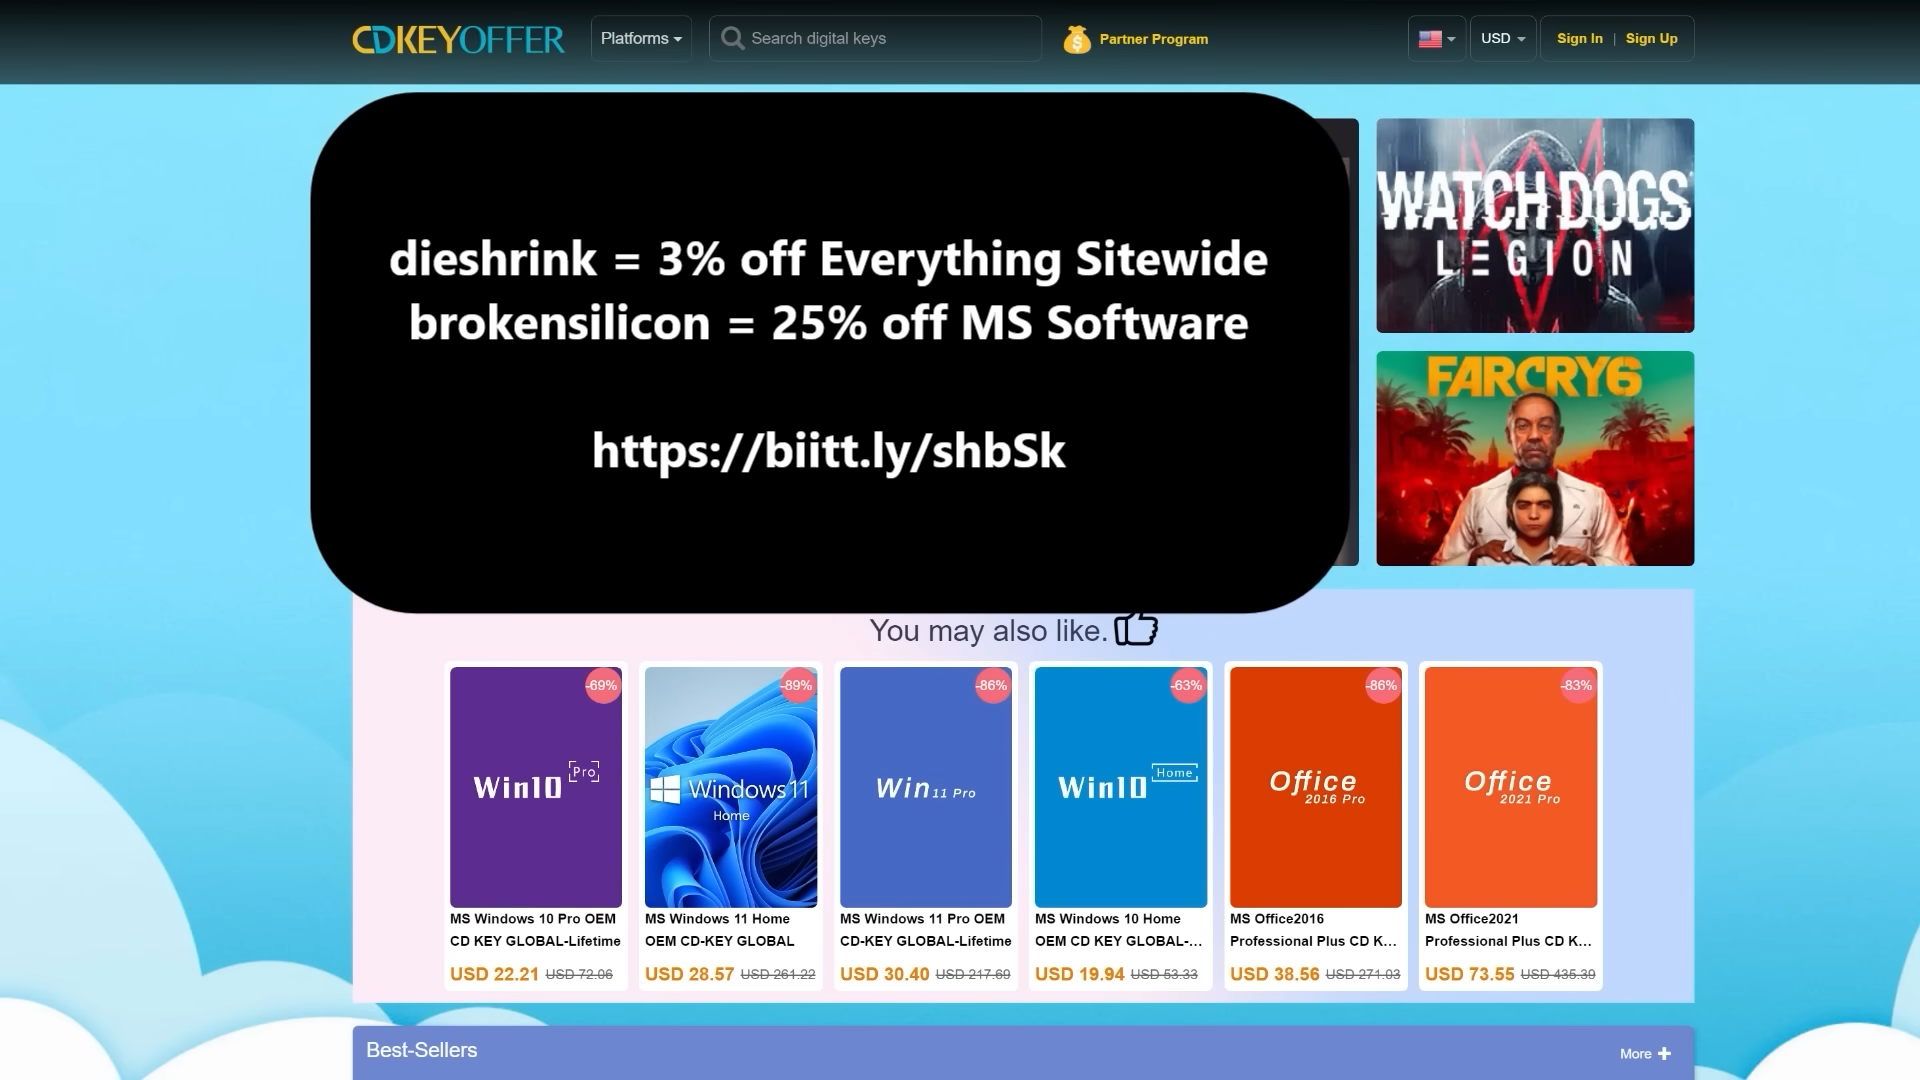 CDKEYOFFER
Platforms
Search digital keys
Partner Program
USD
Sign In | Sign Up
dieshrink = 3% off Everything Sitewide
brokensilicon = 25% off MS Software
https://biitt.ly/shbSk
WATCH DOGS
LEGION
FARCRY6
You may also like.
-69%
-89%
-86%
-63%
-86%
-83%
Win10 Pro
Windows 11
Home
Win 11 Pro
Win10 Home
Office
2016 Pro
Office
2021 Pro
MS Windows 10 Pro OEM
CD KEY GLOBAL-Lifetime
USD 22.21 USD 72.06
MS Windows 11 Home
OEM CD-KEY GLOBAL
USD 28.57 USD 261.22
MS Windows 11 Pro OEM
CD-KEY GLOBAL-Lifetime
USD 30.40 USD 217.69
MS Windows 10 Home
OEM CD KEY GLOBAL-...
USD 19.94 USD 53.33
MS Office2016
Professional Plus CD K...
USD 38.56 USD 271.03
MS Office2021
Professional Plus CD K...
USD 73.55 USD 435.39
Best-Sellers
More +